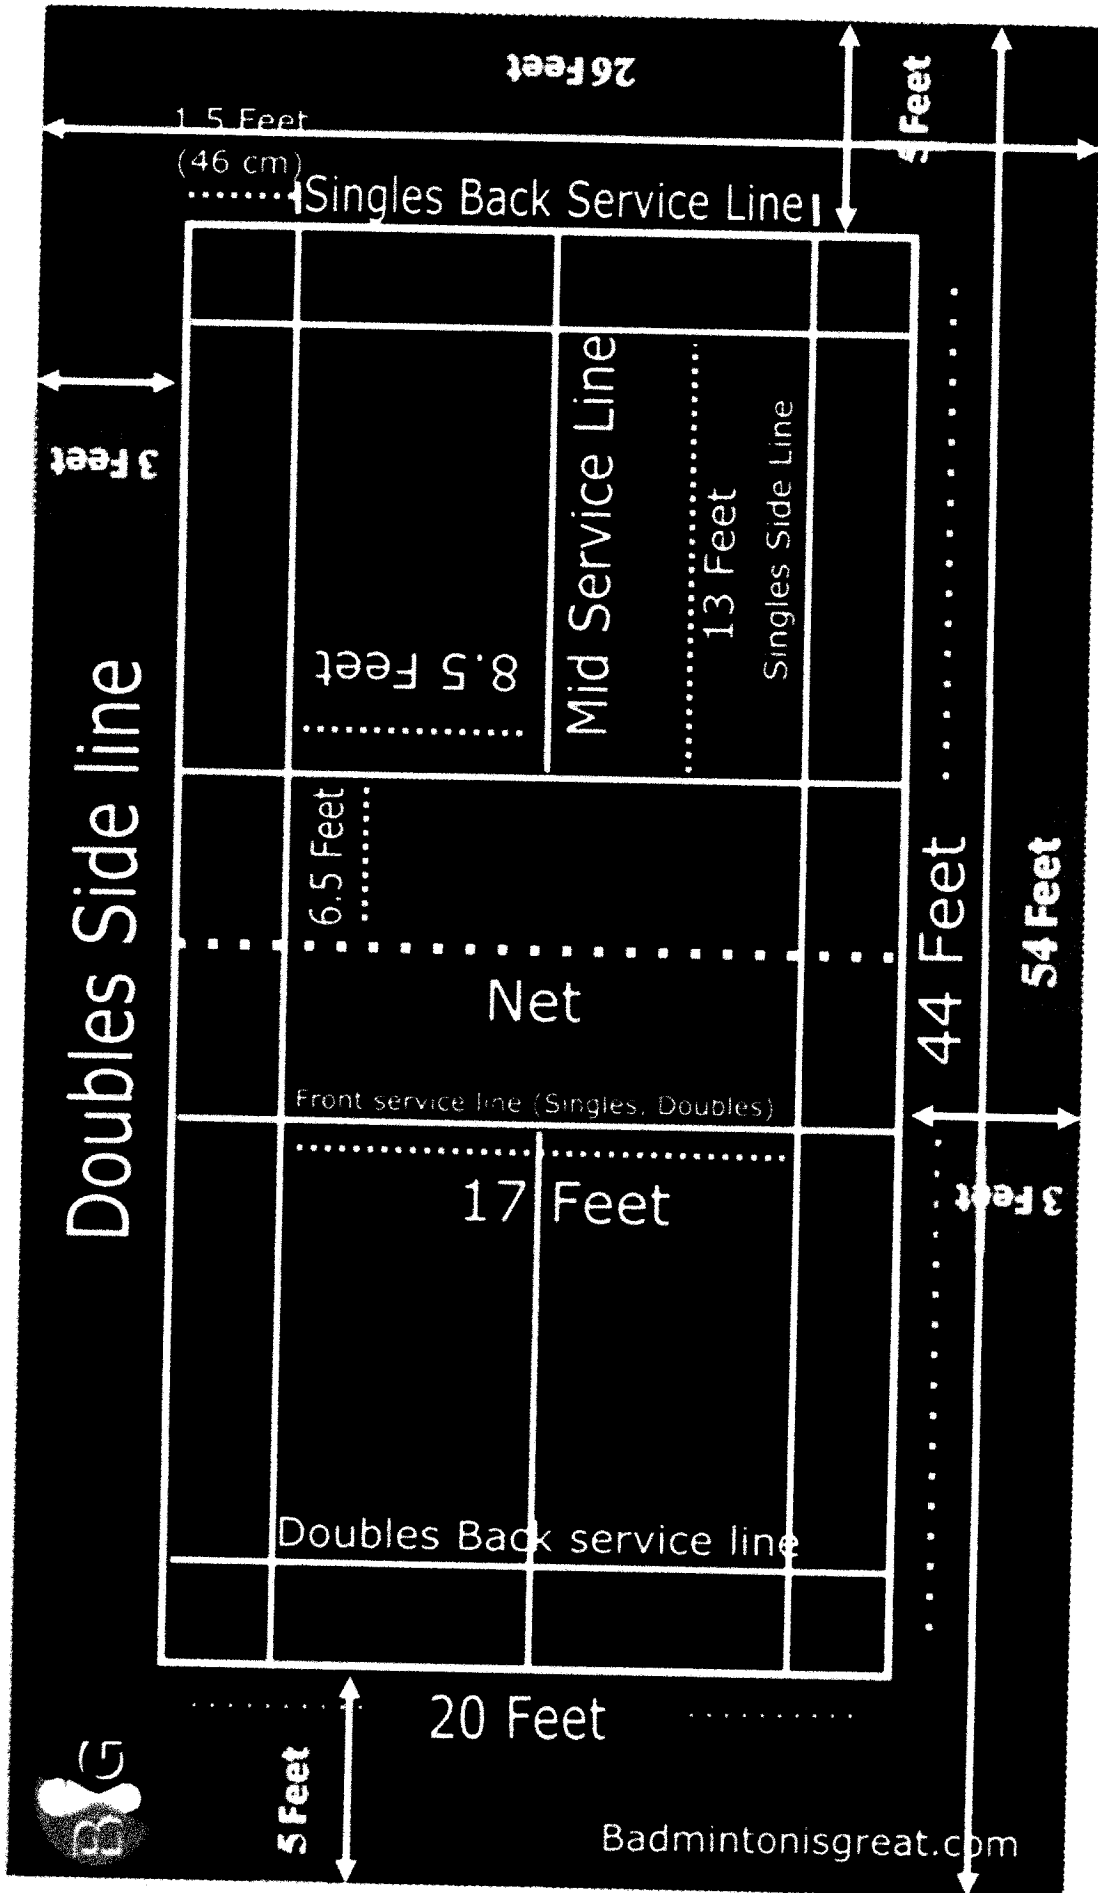 26 Feet
5 Feet
1.5 Feet
(46 cm)
Singles Back Service Line
3 Feet
Mid Service Line
13 Feet
Singles Side Line
8.5 Feet
Doubles Side line
6.5 Feet
44 Feet
54 Feet
Net
Front service line (Singles, Doubles)
17 Feet
3 Feet
Doubles Back service line
20 Feet
5 Feet
BG
Badmintonisgreat.com